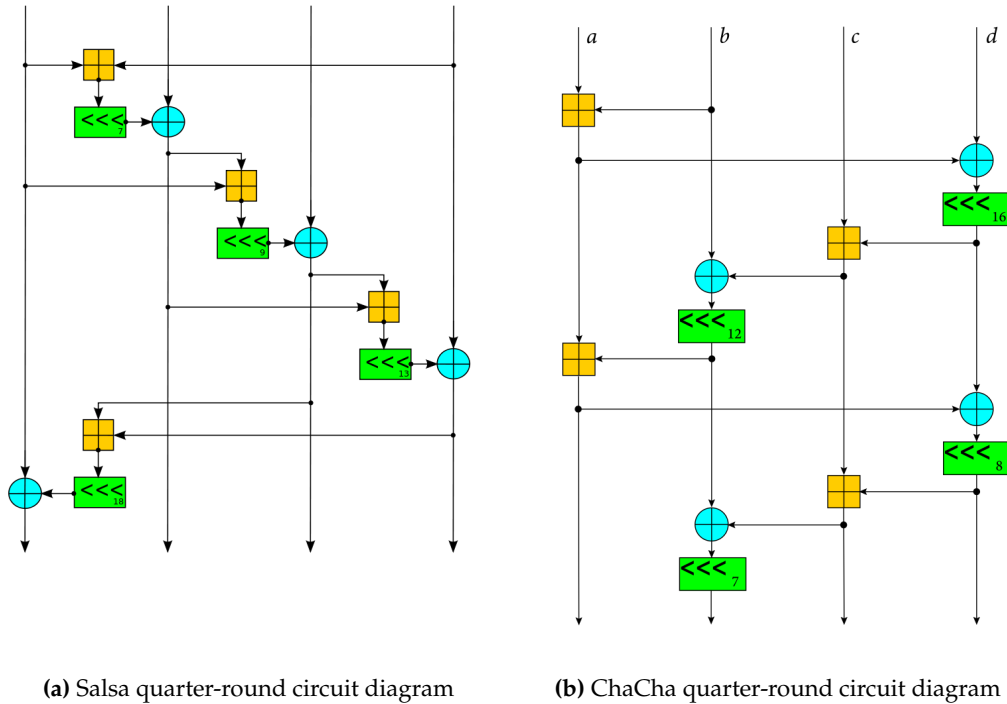 a b c d
<<< 7
<<< 9
<<< 13
<<< 18
<<< 16
<<< 12
<<< 8
<<< 7
(a) Salsa quarter-round circuit diagram
(b) ChaCha quarter-round circuit diagram